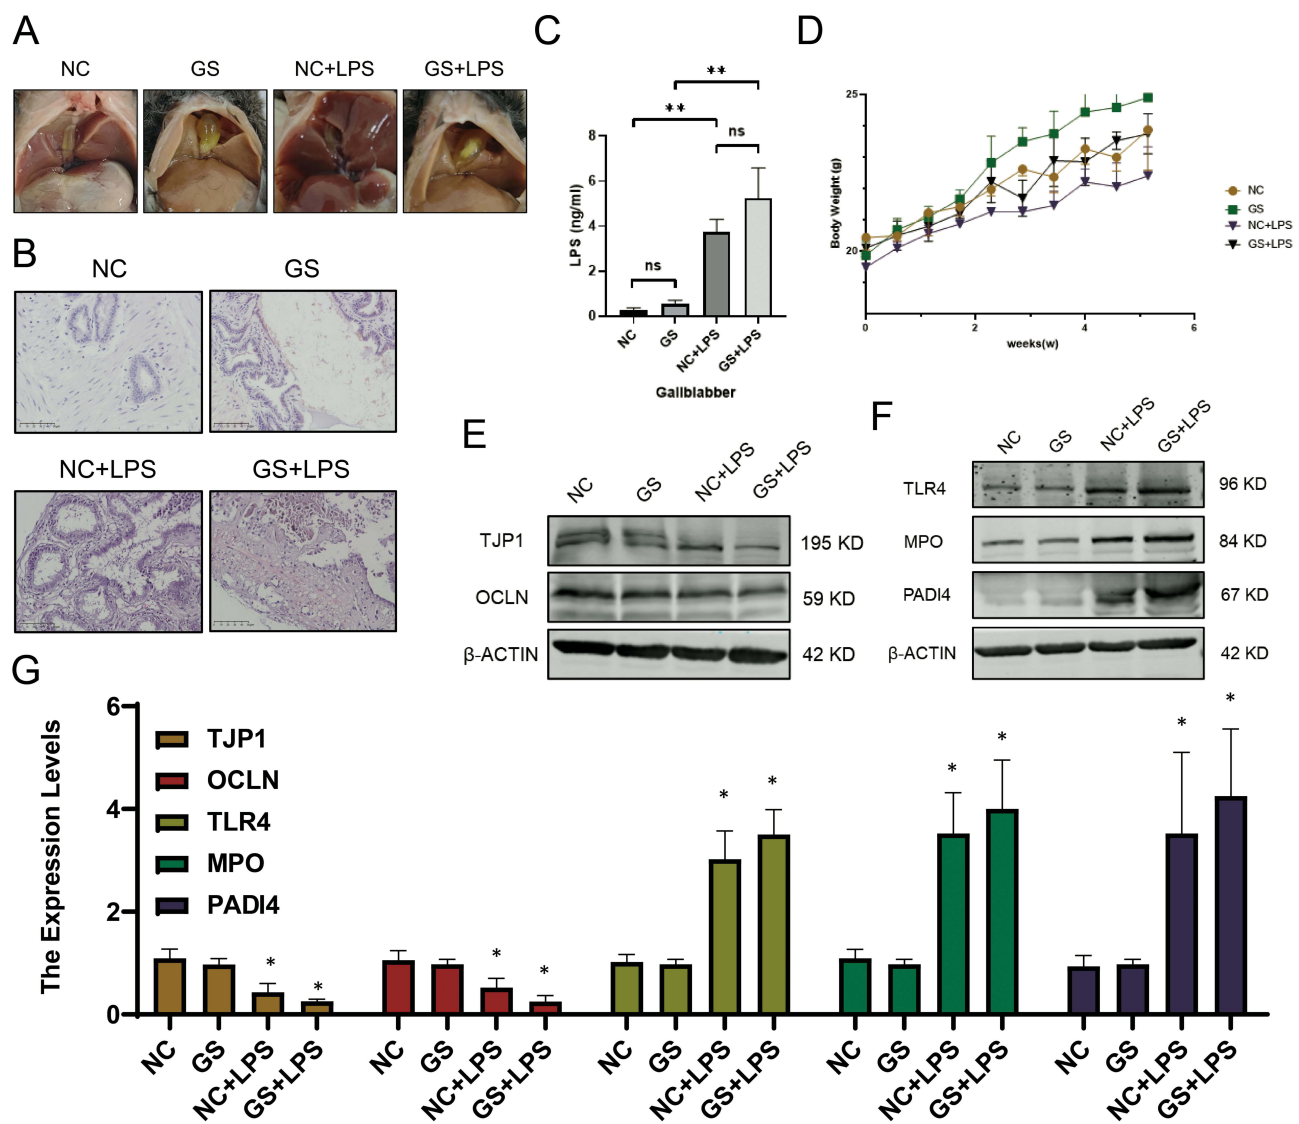 A
NC GS NC+LPS GS+LPS
B
NC GS
NC+LPS GS+LPS
C
** 
**
ns
ns
LPS (ng/ml)
8
6
4
2
0
NC GS NC+LPS GS+LPS
Gallblabber
D
Body Weight (g)
25
20
0 2 4 6
weeks(w)
NC
GS
NC+LPS
GS+LPS
E
NC GS NC+LPS GS+LPS
TJP1 195 KD
OCLN 59 KD
β-ACTIN 42 KD
F
NC GS NC+LPS GS+LPS
TLR4 96 KD
MPO 84 KD
PADI4 67 KD
β-ACTIN 42 KD
G
The Expression Levels
6
4
2
0
TJP1
OCLN
TLR4
MPO
PADI4
* * * * * * * * * *
NC GS NC+LPS GS+LPS NC GS NC+LPS GS+LPS NC GS NC+LPS GS+LPS NC GS NC+LPS GS+LPS NC GS NC+LPS GS+LPS